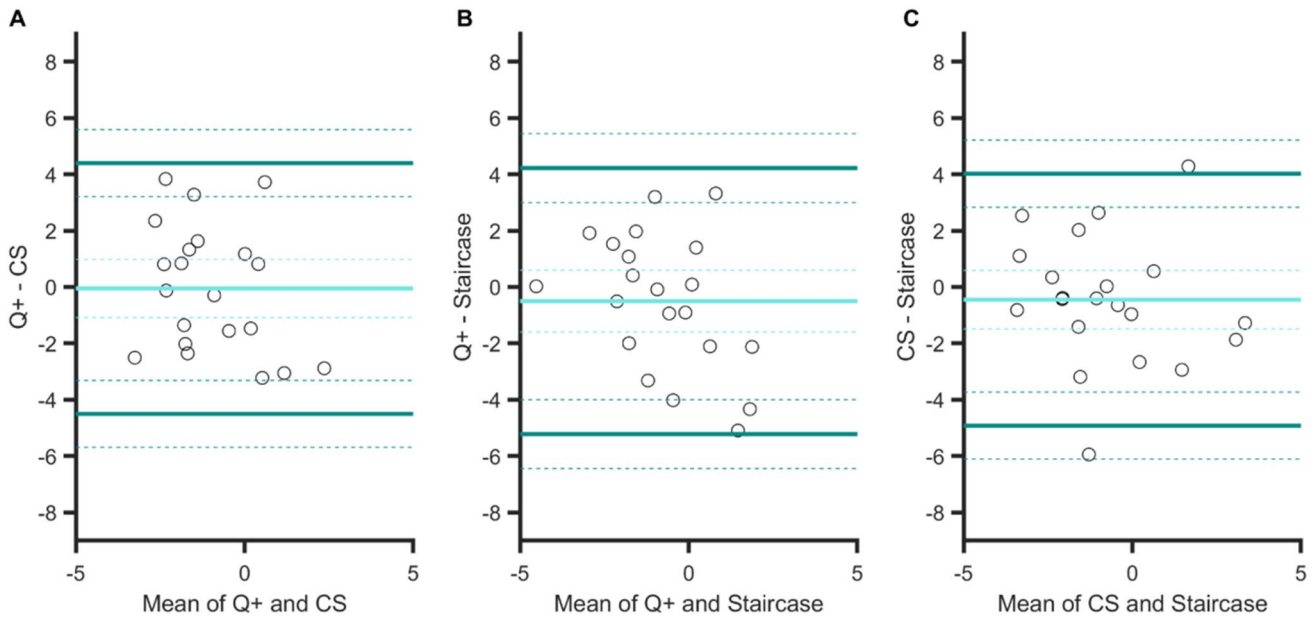 A
8
6
4
2
0
-2
-4
-6
-8
Q+ - CS
-5 0 5
Mean of Q+ and CS
B
8
6
4
2
0
-2
-4
-6
-8
Q+ - Staircase
-5 0 5
Mean of Q+ and Staircase
C
8
6
4
2
0
-2
-4
-6
-8
CS - Staircase
-5 0 5
Mean of CS and Staircase